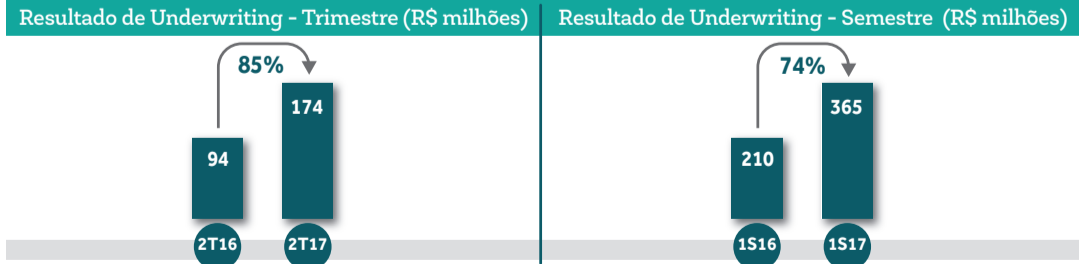 Resultado de Underwriting - Trimestre (R$ milhões)
85%
174
94
2T16
2T17
Resultado de Underwriting - Semestre (R$ milhões)
74%
365
210
1S16
1S17